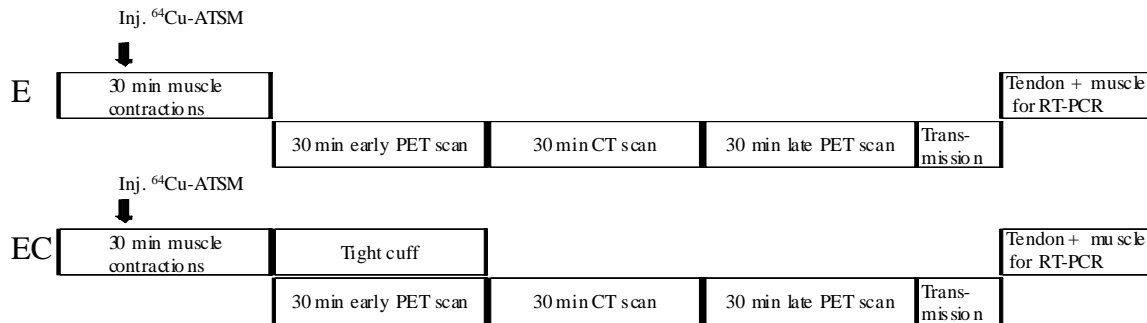 Inj. ⁶⁴Cu-ATSM
E
30 min muscle
contractions
Tendon + muscle
for RT-PCR
30 min early PET scan
30 min CT scan
30 min late PET scan
Trans-
mission
Inj. ⁶⁴Cu-ATSM
EC
30 min muscle
contractions
Tight cuff
Tendon + muscle
for RT-PCR
30 min early PET scan
30 min CT scan
30 min late PET scan
Trans-
mission